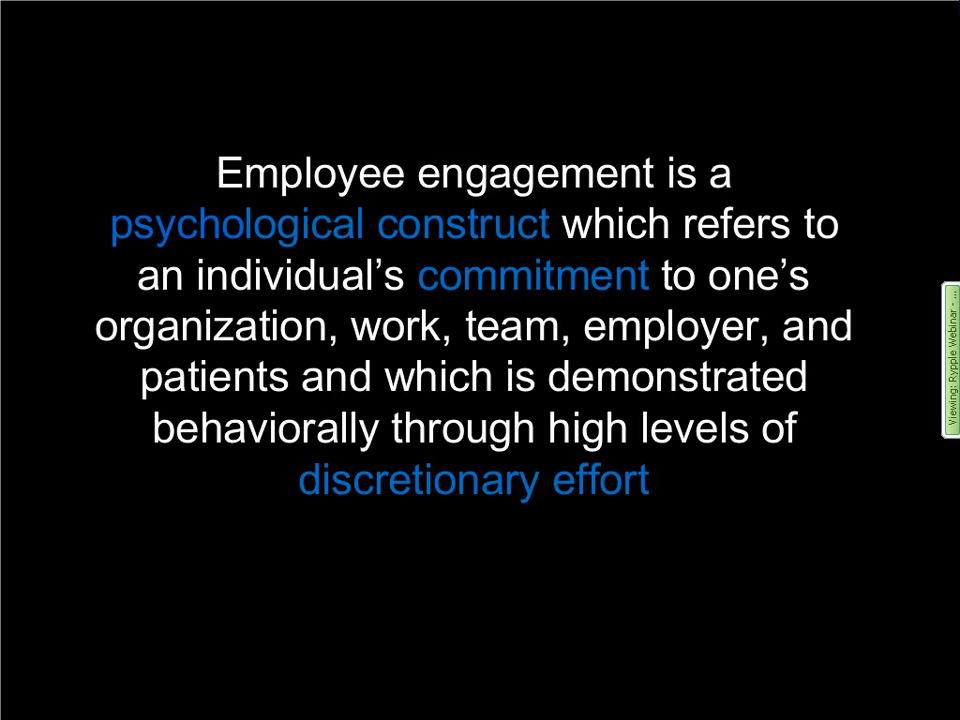 Employee engagement is a
psychological construct which refers to
an individual’s commitment to one’s
organization, work, team, employer, and
patients and which is demonstrated
behaviorally through high levels of
discretionary effort
Viewing: Rypple Webinar - ...